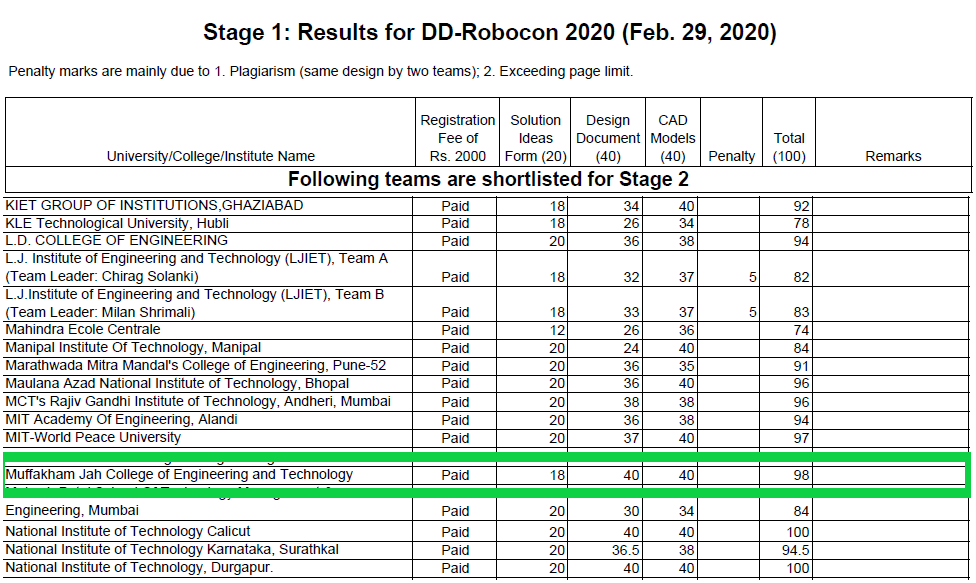 Stage 1: Results for DD-Robocon 2020 (Feb. 29, 2020)
Penalty marks are mainly due to 1. Plagiarism (same design by two teams); 2. Exceeding page limit.
University/College/Institute Name Registration Fee of Rs. 2000 Solution Ideas Form (20) Design Document (40) CAD Models (40) Penalty Total (100) Remarks
Following teams are shortlisted for Stage 2
KIET GROUP OF INSTITUTIONS,GHAZIABAD Paid 18 34 40 92
KLE Technological University, Hubli Paid 18 26 34 78
L.D. COLLEGE OF ENGINEERING Paid 20 36 38 94
L.J. Institute of Engineering and Technology (LJIET), Team A
(Team Leader: Chirag Solanki) Paid 18 32 37 5 82
L.J.Institute of Engineering and Technology (LJIET), Team B
(Team Leader: Milan Shrimali) Paid 18 33 37 5 83
Mahindra Ecole Centrale Paid 12 26 36 74
Manipal Institute Of Technology, Manipal Paid 20 24 40 84
Marathwada Mitra Mandal's College of Engineering, Pune-52 Paid 20 36 35 91
Maulana Azad National Institute of Technology, Bhopal Paid 20 36 40 96
MCT's Rajiv Gandhi Institute of Technology, Andheri, Mumbai Paid 20 38 38 96
MIT Academy Of Engineering, Alandi Paid 20 36 38 94
MIT-World Peace University Paid 20 37 40 97
Muffakham Jah College of Engineering and Technology Paid 18 40 40 98
Engineering, Mumbai Paid 20 30 34 84
National Institute of Technology Calicut Paid 20 40 40 100
National Institute of Technology Karnataka, Surathkal Paid 20 36.5 38 94.5
National Institute of Technology, Durgapur. Paid 20 40 40 100